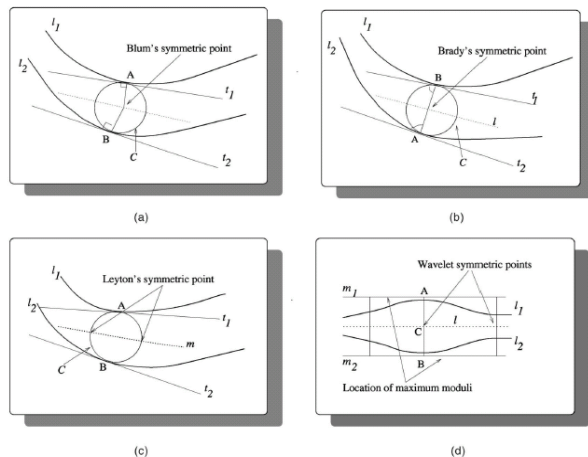 l1
l2
Blum's symmetric point
A
t1
B
C
t2
(a)
l1
l2
Brady's symmetric point
B
t1
l
A
C
t2
(b)
l1
Leyton's symmetric point
l2
A
t1
m
C
B
t2
(c)
Wavelet symmetric points
m1
A
l1
l
C
l2
m2
B
Location of maximum moduli
(d)